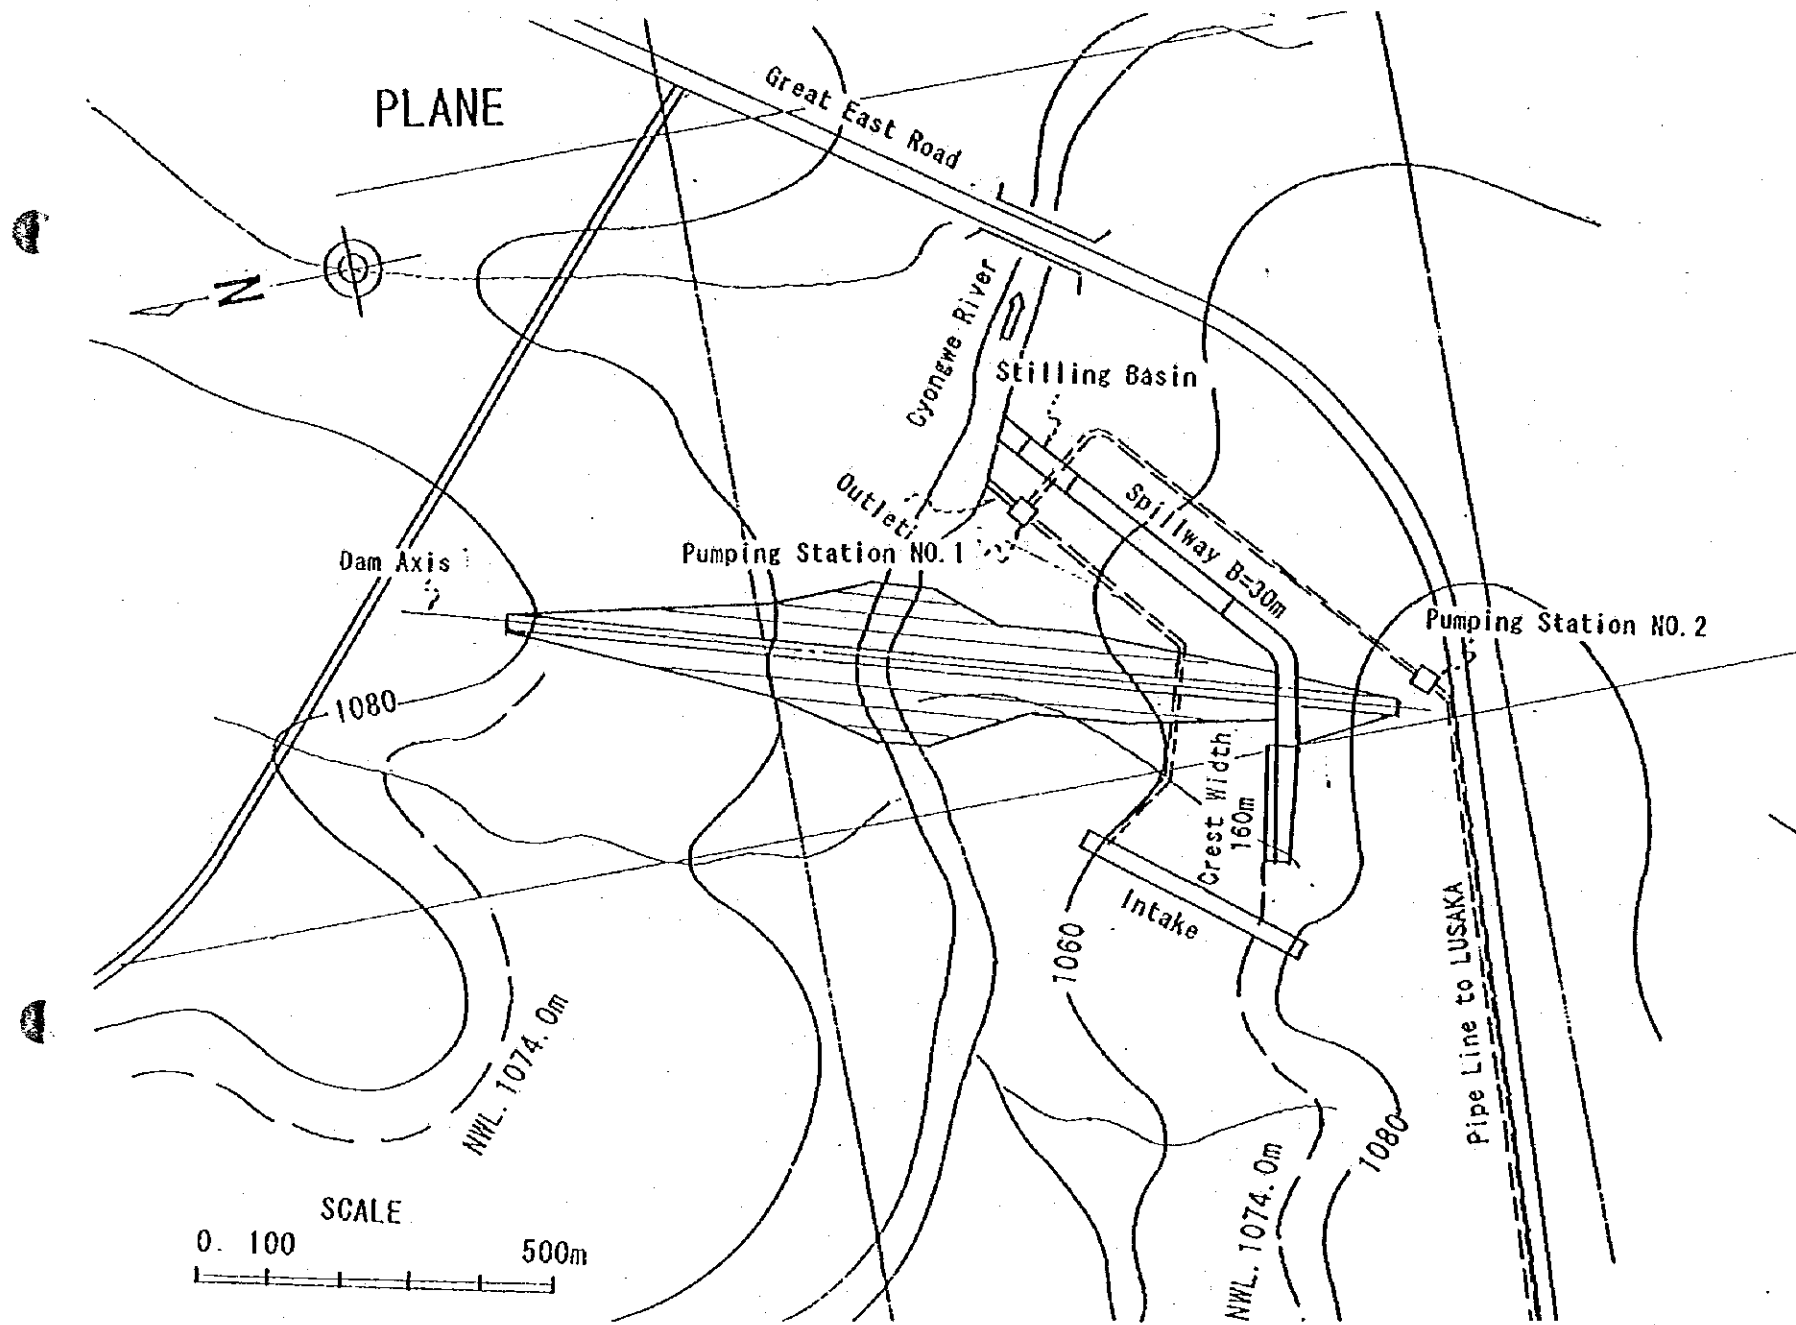 PLANE
Great East Road
N
Cyongwe River
Stilling Basin
Outlet
Spillway B=30m
Pumping Station NO.1
Dam Axis
Pumping Station NO.2
1080
Crest Width
160m
Intake
1060
Pipe Line to LUSAKA
NWL. 1074.0m
1080
NWL. 1074.0m
SCALE
0. 100 500m